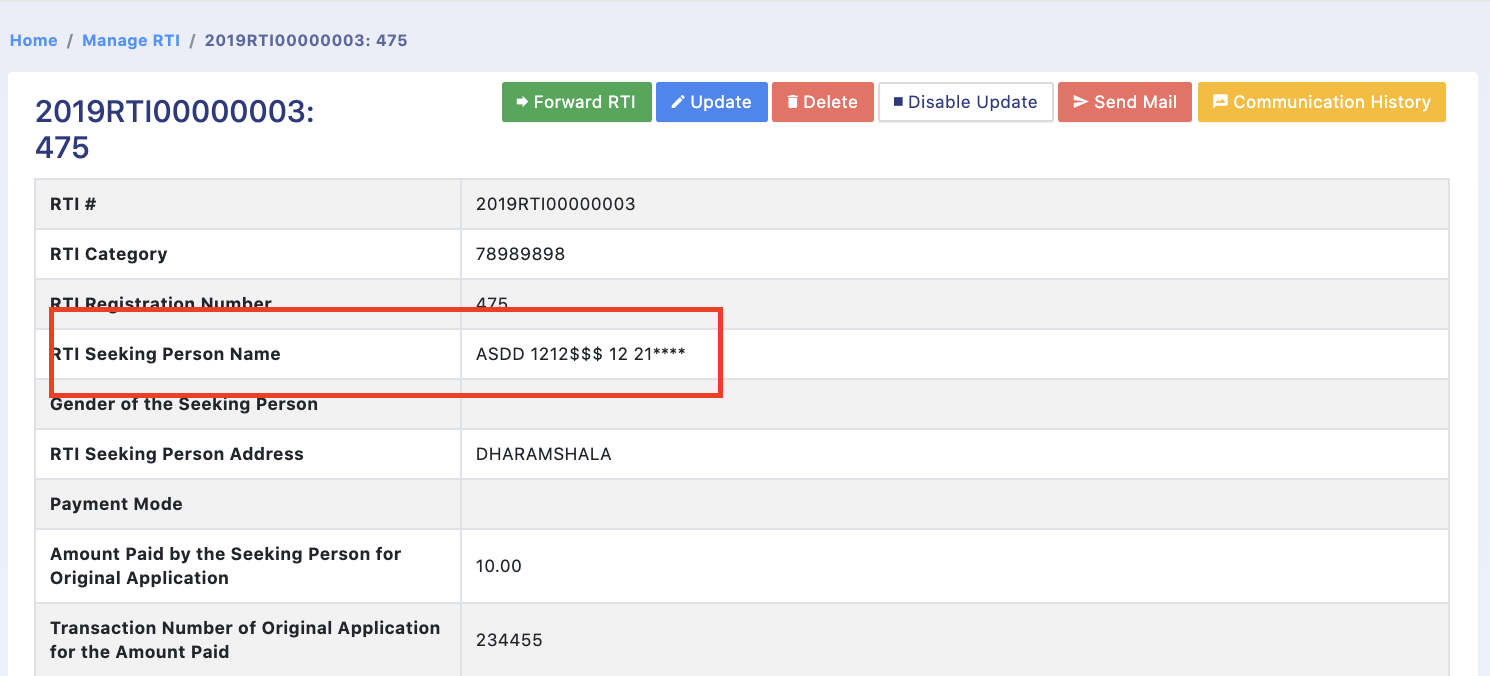 Home / Manage RTI / 2019RTI00000003: 475
2019RTI00000003:
475
Forward RTI Update Delete Disable Update Send Mail Communication History
RTI # 2019RTI00000003
RTI Category 78989898
RTI Registration Number 475
RTI Seeking Person Name ASDD 1212$$$ 12 21****
Gender of the Seeking Person
RTI Seeking Person Address DHARAMSHALA
Payment Mode
Amount Paid by the Seeking Person for
Original Application 10.00
Transaction Number of Original Application
for the Amount Paid 234455